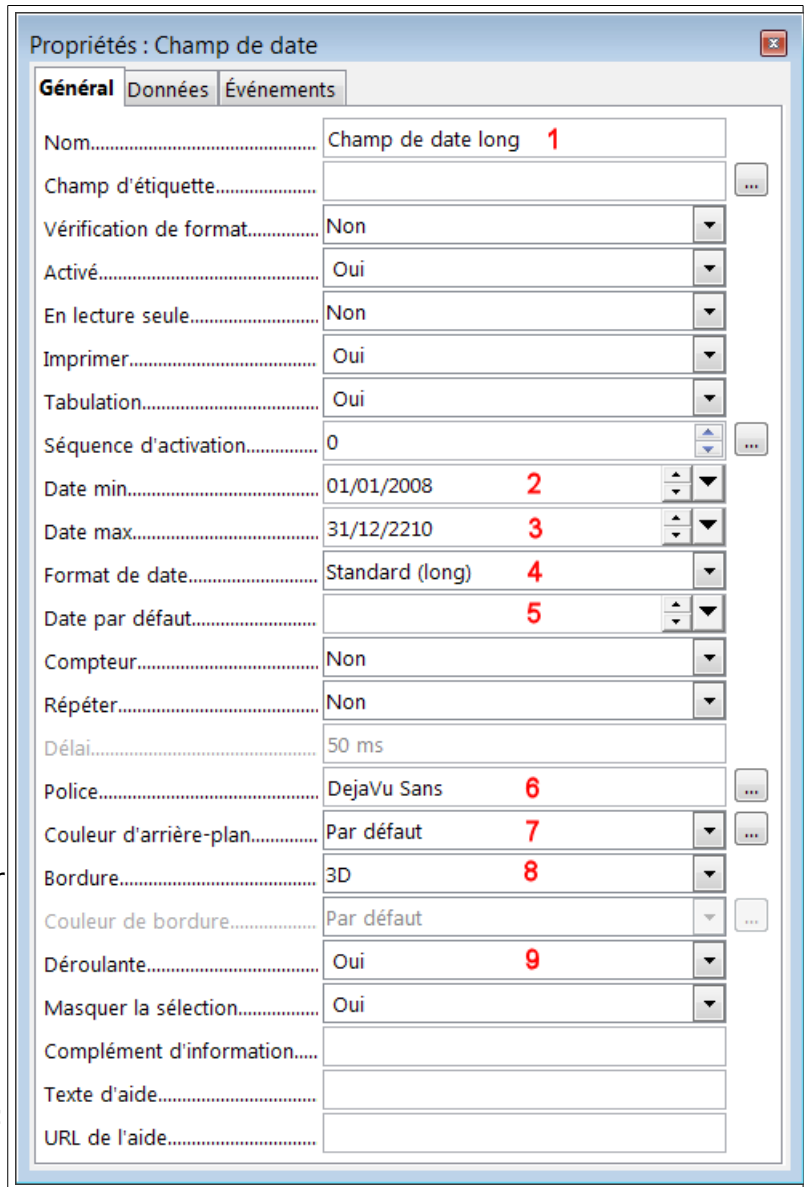 Propriétés : Champ de date
Général Données Événements
Nom............................................ Champ de date long 1
Champ d'étiquette.................... ...
Vérification de format.............. Non
Activé........................................... Oui
En lecture seule......................... Non
Imprimer..................................... Oui
Tabulation.................................. Oui
Séquence d'activation.............. 0 ...
Date min..................................... 01/01/2008 2
Date max.................................... 31/12/2210 3
Format de date......................... Standard (long) 4
Date par défaut........................ 5
Compteur................................... Non
Répéter....................................... Non
Délai............................................ 50 ms
Police.......................................... DejaVu Sans 6 ...
Couleur d'arrière-plan............. Par défaut 7 ...
Bordure....................................... 3D 8
Couleur de bordure................. Par défaut ...
Déroulante................................. Oui 9
Masquer la sélection................ Oui
Complément d'information.....
Texte d'aide...............................
URL de l'aide.............................